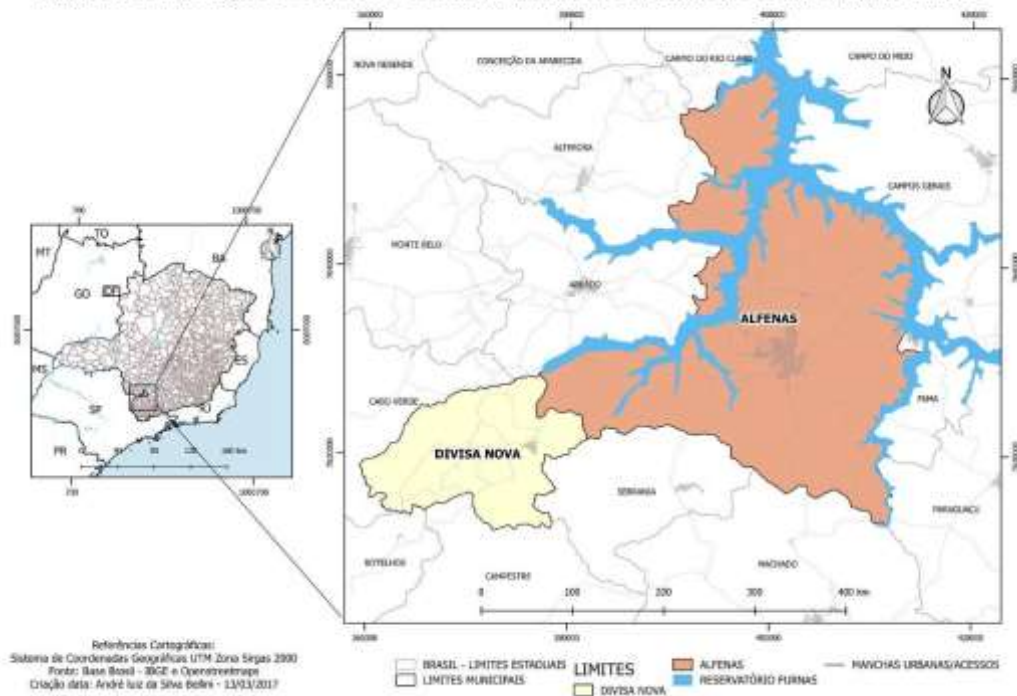 NOVA RESENDE
CONCEIÇÃO DA APARECIDA
CARMO DO RIO CLARO
CAMPO DO MEIO
N
ALTEROSA
CAMPOS GERAIS
MONTE BELO
AREADO
ALFENAS
CABO VERDE
FAMA
DIVISA NOVA
SERRANIA
PARAGUAÇU
BOTELHOS
CAMPESTRE
MACHADO
0 100 200 300 400 km
TO
MT
BA
GO
DF
MS
ES
SP
RJ
PR
Referências Cartográficas:
Sistema de Coordenadas Geográficas UTM Zona Sirgas 2000
Fonte: Base Brasil - IBGE e Openstreetmaps
Criação data: André luz da Silva Bellini - 13/03/2017
BRASIL - LIMITES ESTADUAIS
LIMITES MUNICIPAIS
LIMITES
DIVISA NOVA
ALFENAS
RESERVATÓRIO FURNAS
MANCHAS URBANAS/ACESSOS